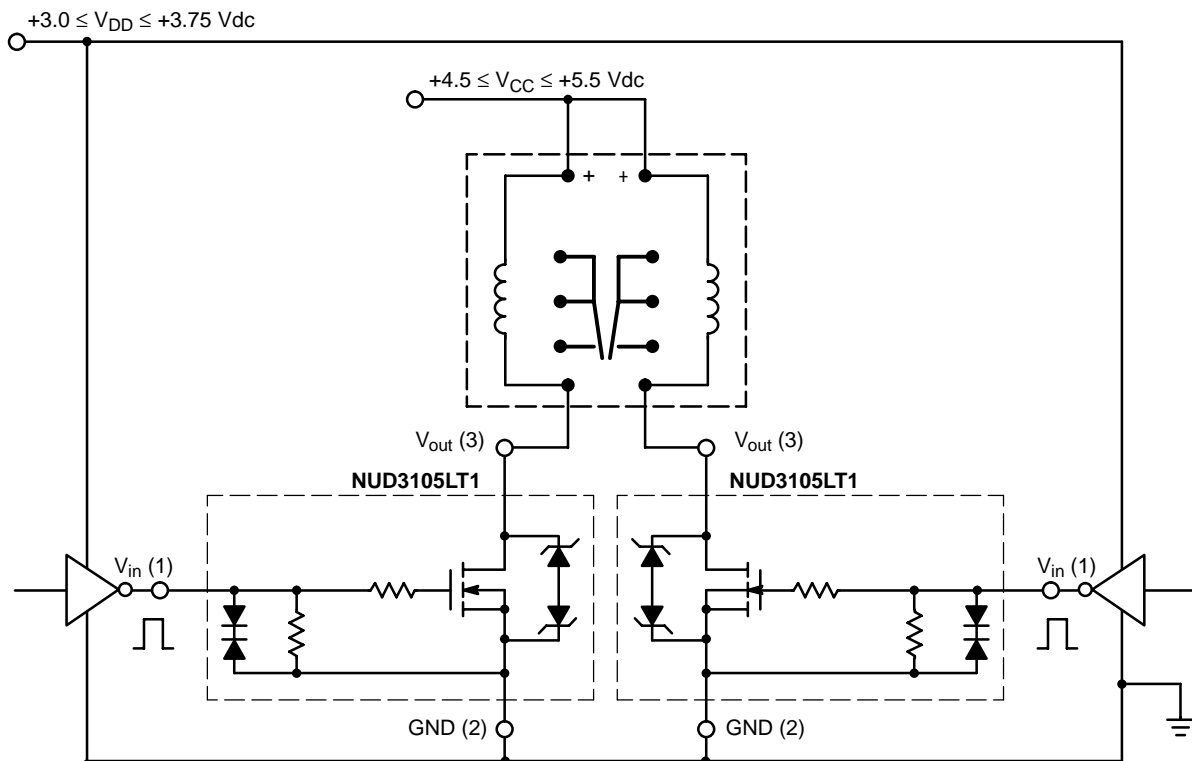 +3.0 ≤ VDD ≤ +3.75 Vdc
+4.5 ≤ VCC ≤ +5.5 Vdc
+ +
Vout (3) Vout (3)
NUD3105LT1 NUD3105LT1
Vin (1) Vin (1)
GND (2) GND (2)